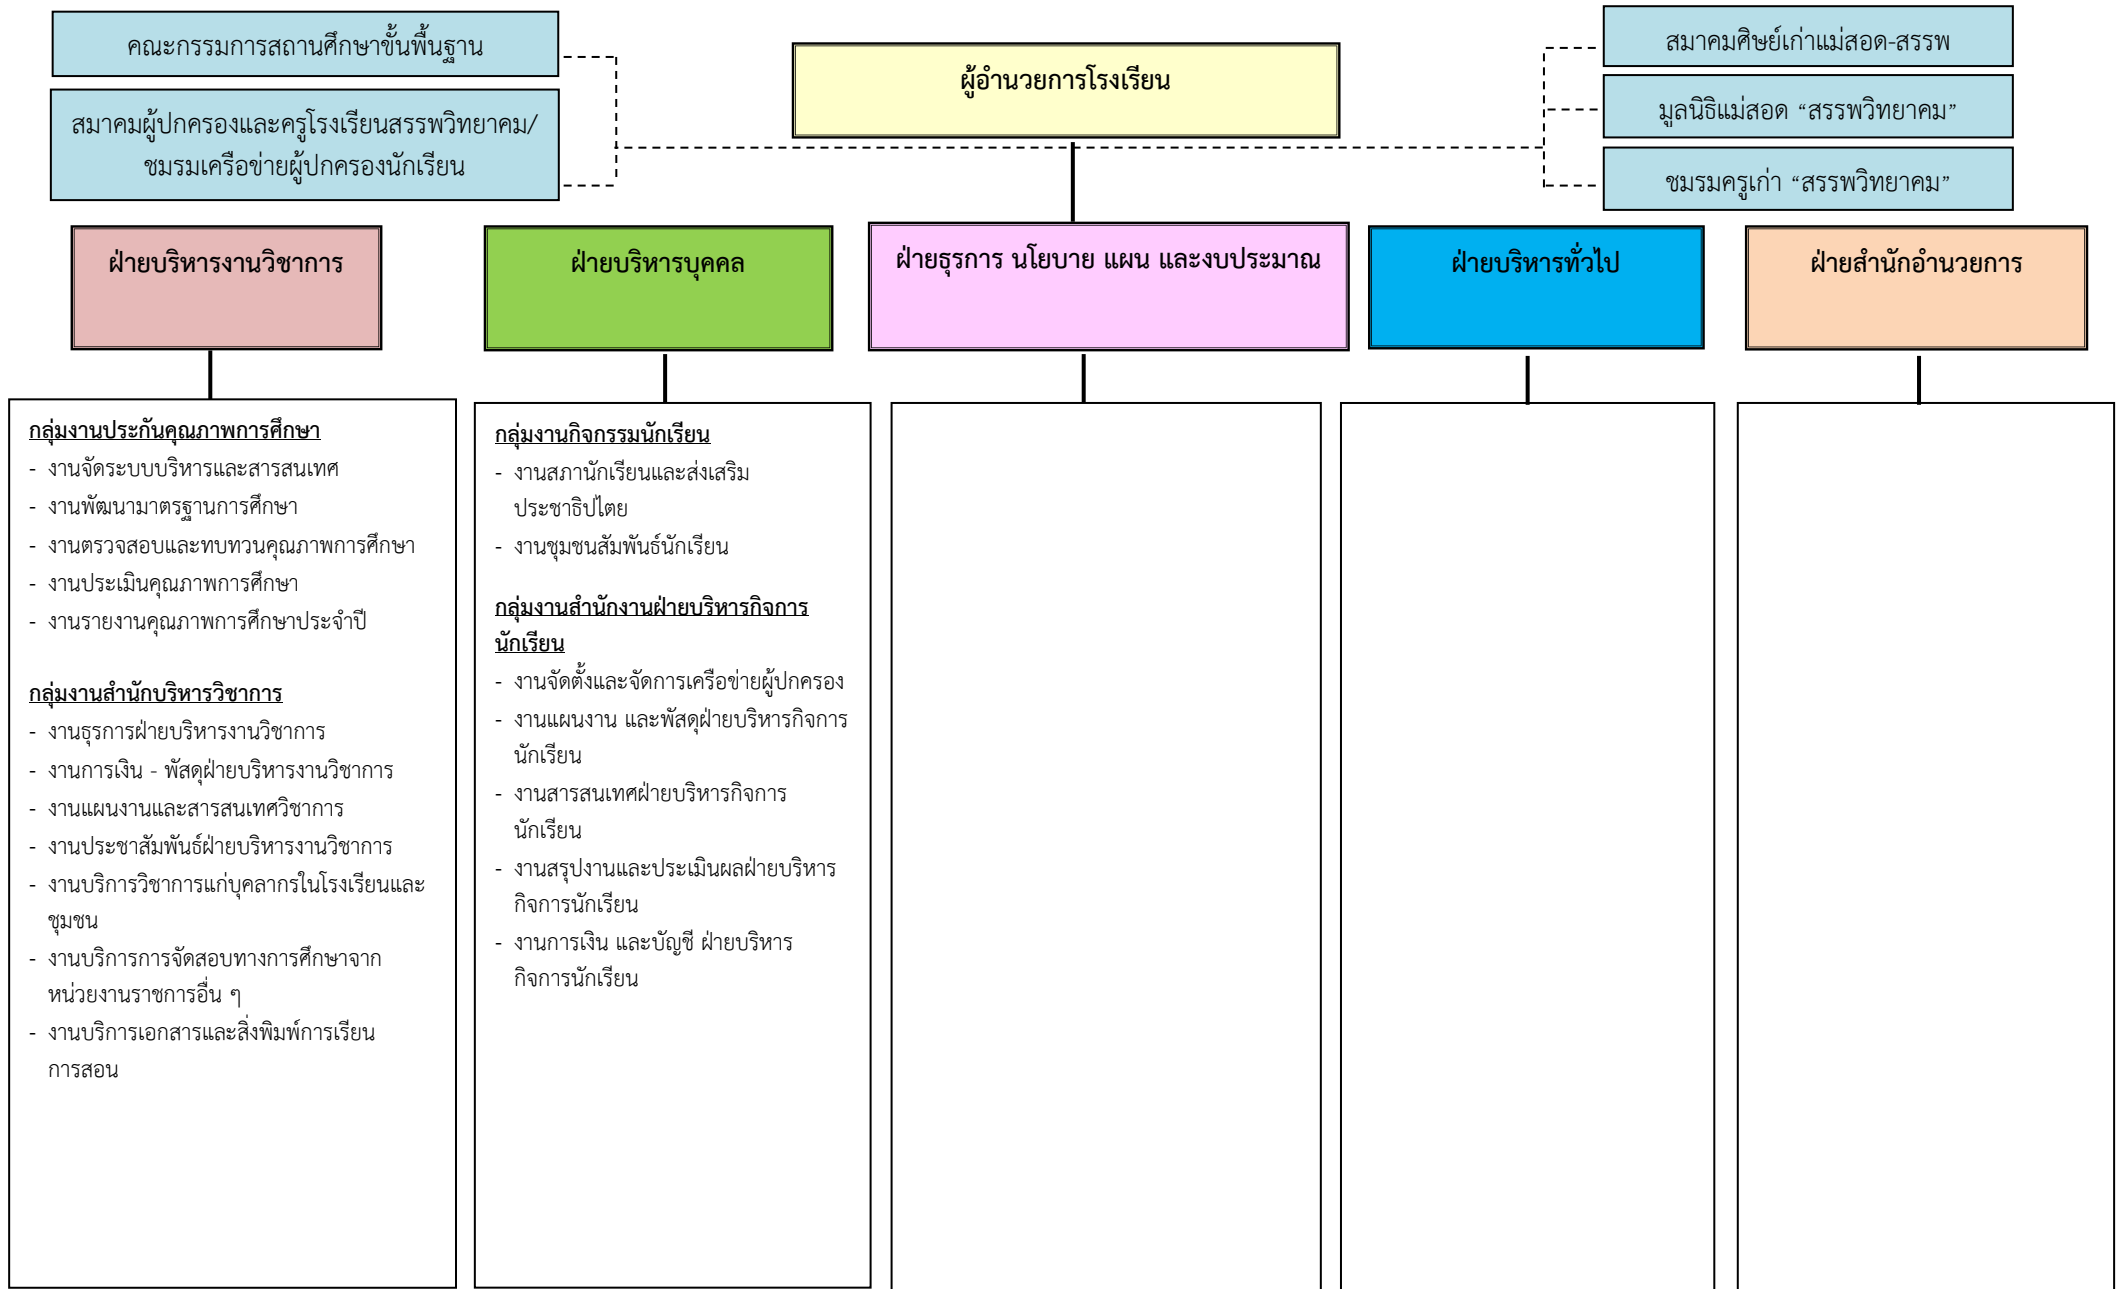 คณะกรรมการสถานศึกษาขั้นพื้นฐาน
สมาคมผู้ปกครองและครูโรงเรียนสรรพวิทยาคม/
ชมรมเครือข่ายผู้ปกครองนักเรียน
ผู้อำนวยการโรงเรียน
สมาคมศิษย์เก่าแม่สอด-สรรพ
มูลนิธิแม่สอด “สรรพวิทยาคม”
ชมรมครูเก่า “สรรพวิทยาคม”
ฝ่ายบริหารงานวิชาการ
ฝ่ายบริหารบุคคล
ฝ่ายธุรการ นโยบาย แผน และงบประมาณ
ฝ่ายบริหารทั่วไป
ฝ่ายสำนักอำนวยการ
กลุ่มงานประกันคุณภาพการศึกษา
- งานจัดระบบบริหารและสารสนเทศ
- งานพัฒนามาตรฐานการศึกษา
- งานตรวจสอบและทบทวนคุณภาพการศึกษา
- งานประเมินคุณภาพการศึกษา
- งานรายงานคุณภาพการศึกษาประจำปี
กลุ่มงานสำนักบริหารวิชาการ
- งานธุรการฝ่ายบริหารงานวิชาการ
- งานการเงิน - พัสดุฝ่ายบริหารงานวิชาการ
- งานแผนงานและสารสนเทศวิชาการ
- งานประชาสัมพันธ์ฝ่ายบริหารงานวิชาการ
- งานบริการวิชาการแก่บุคลากรในโรงเรียนและ
ชุมชน
- งานบริการการจัดสอบทางการศึกษาจาก
หน่วยงานราชการอื่น ๆ
- งานบริการเอกสารและสิ่งพิมพ์การเรียน
การสอน
กลุ่มงานกิจกรรมนักเรียน
- งานสภานักเรียนและส่งเสริม
ประชาธิปไตย
- งานชุมชนสัมพันธ์นักเรียน
กลุ่มงานสำนักงานฝ่ายบริหารกิจการ
นักเรียน
- งานจัดตั้งและจัดการเครือข่ายผู้ปกครอง
- งานแผนงาน และพัสดุฝ่ายบริหารกิจการ
นักเรียน
- งานสารสนเทศฝ่ายบริหารกิจการ
นักเรียน
- งานสรุปงานและประเมินผลฝ่ายบริหาร
กิจการนักเรียน
- งานการเงิน และบัญชี ฝ่ายบริหาร
กิจการนักเรียน